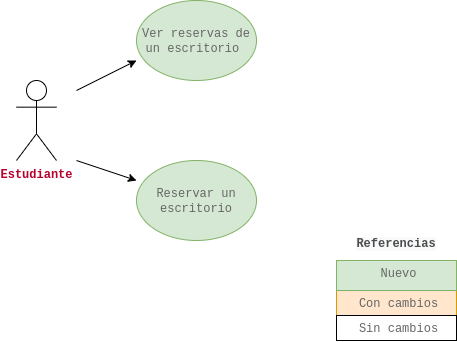 Ver reservas de
un escritorio
Estudiante
Reservar un
escritorio
Referencias
Nuevo
Con cambios
Sin cambios